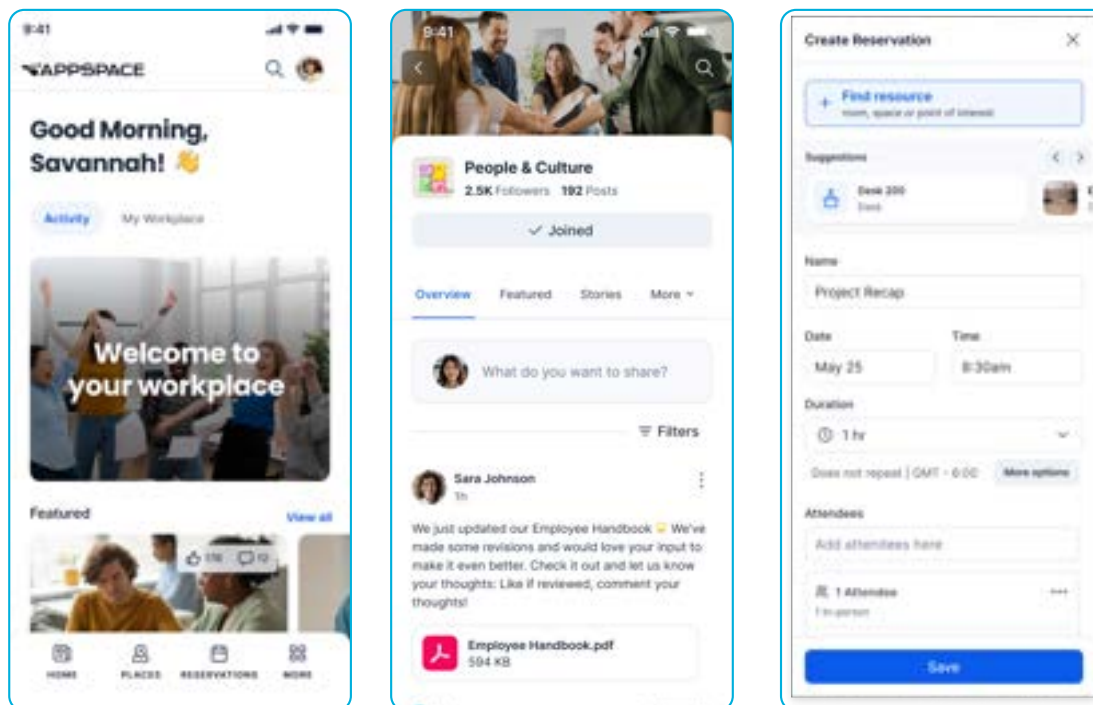 9:41
APPSPACE
Good Morning,
Savannah! 👋
Activity
My Workplace
Welcome to
your workplace
Featured
View all
12
HOME
PLACES
RESERVATIONS
MORE
9:41
People & Culture
2.5K Followers 192 Posts
✓ Joined
Overview
Featured
Stories
More
What do you want to share?
Filters
Sara Johnson
1h
We just updated our Employee Handbook We've
made some revisions and would love your input to
make it even better. Check it out and let us know
your thoughts: Like if reviewed, comment your
thoughts!
Employee Handbook.pdf
594 KB
Create Reservation
+ Find resource
room, space or point of interest
Suggestions
Desk 200
Desk
Name
Project Recap
Date
Time
May 25
8:30am
Duration
1 hr
Does not repeat | GMT - 6:00
More options
Attendees
Add attendees here
1 Attendee
1 in-person
Save